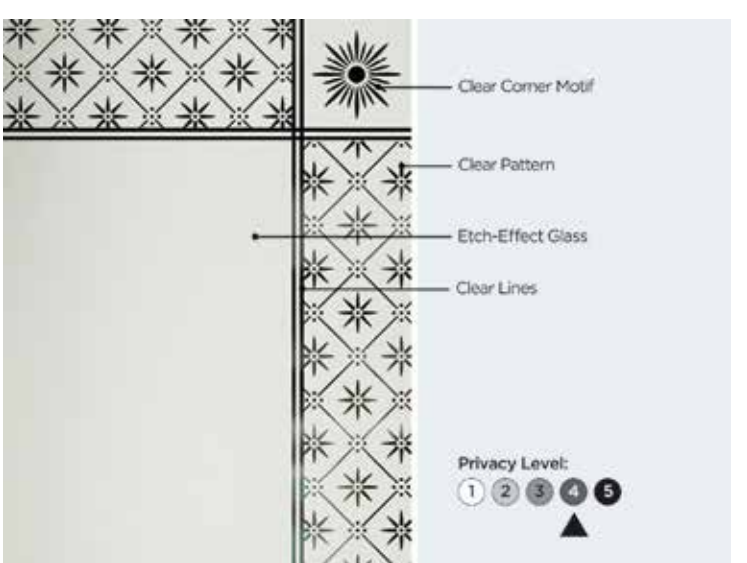 Clear Corner Motif
Clear Pattern
Etch-Effect Glass
Clear Lines
Privacy Level:
1 2 3 4 5